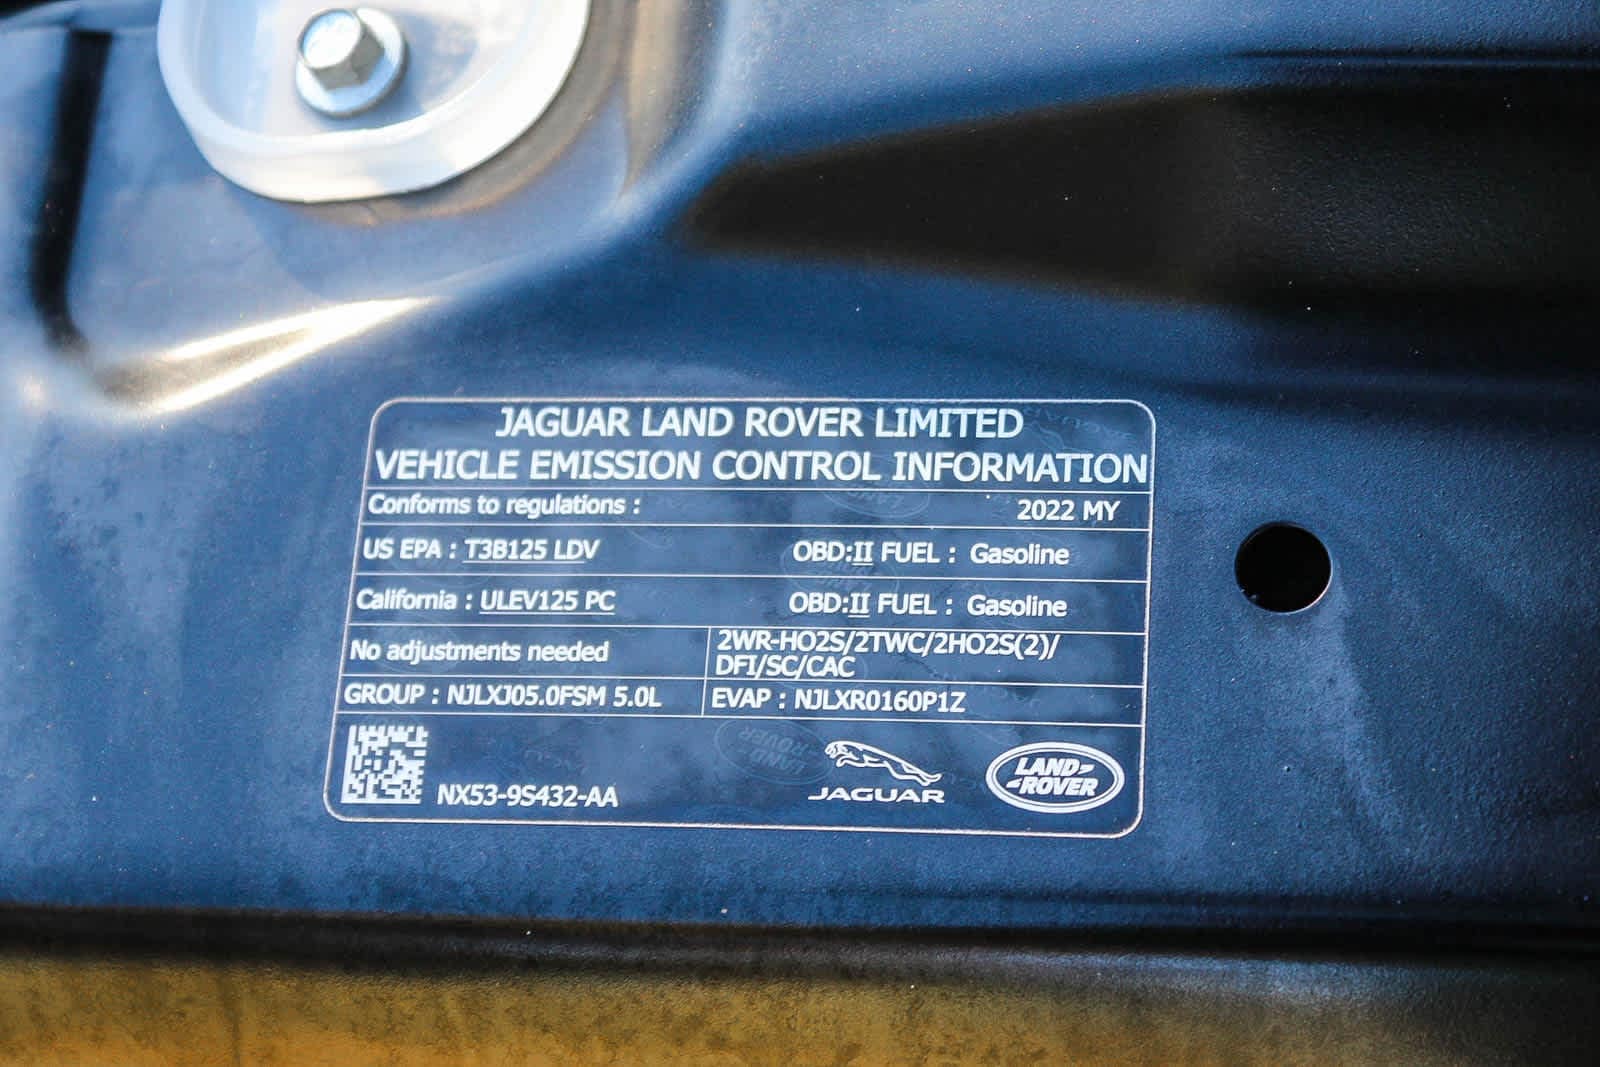 JAGUAR LAND ROVER LIMITED
VEHICLE EMISSION CONTROL INFORMATION
Conforms to regulations : 2022 MY
US EPA : T3B125 LDV OBD:II FUEL : Gasoline
California : ULEV125 PC OBD:II FUEL : Gasoline
No adjustments needed
2WR-HO2S/2TWC/2HO2S(2)/
DFI/SC/CAC
GROUP : NJLXJ05.0FSM 5.0L EVAP : NJLXR0160P1Z
NX53-9S432-AA
JAGUAR
LAND-
-ROVER